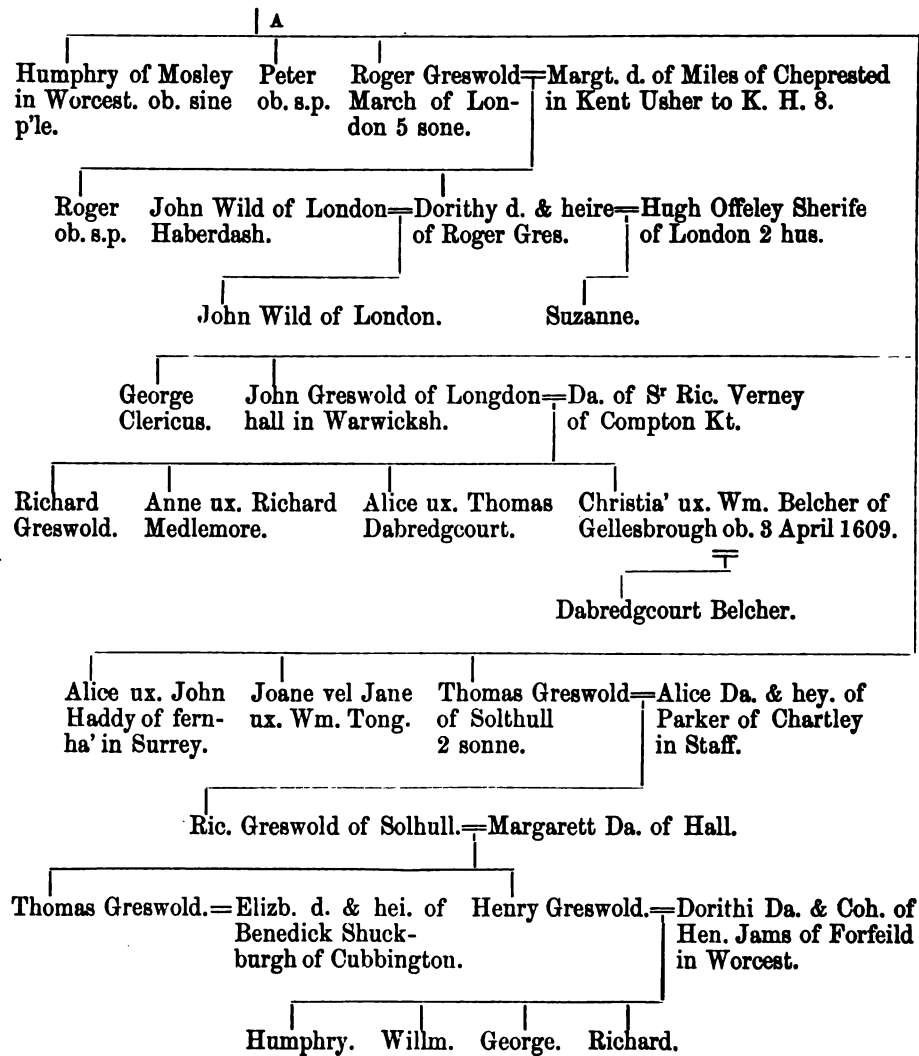 A
Humphry of Mosley
in Worcest. ob. sine
p'le.
Peter
ob. s.p.
Roger Greswold=Margt. d. of Miles of Cheprested
March of Lon-
don 5 sone.
in Kent Usher to K. H. 8.
Roger
ob. s.p.
John Wild of London=Dorithy d. & heire=Hugh Offeley Sherife
Haberdash.
of Roger Gres.
of London 2 hus.
John Wild of London.
Suzanne.
George
Clericus.
John Greswold of Longdon=Da. of Sʳ Ric. Verney
hall in Warwicksh.
of Compton Kt.
Richard
Greswold.
Anne ux. Richard
Medlemore.
Alice ux. Thomas
Dabredgcourt.
Christia' ux. Wm. Belcher of
Gellesbrough ob. 3 April 1609.
Dabredgcourt Belcher.
Alice ux. John
Haddy of fern-
ha' in Surrey.
Joane vel Jane
ux. Wm. Tong.
Thomas Greswold=Alice Da. & hey. of
of Solthull
2 sonne.
Parker of Chartley
in Staff.
Ric. Greswold of Solhull.=Margarett Da. of Hall.
Thomas Greswold.=Elizb. d. & hei. of
Benedick Shuck-
burgh of Cubbington.
Henry Greswold.=Dorithi Da. & Coh. of
Hen. Jams of Forfeild
in Worcest.
Humphry. Willm. George. Richard.